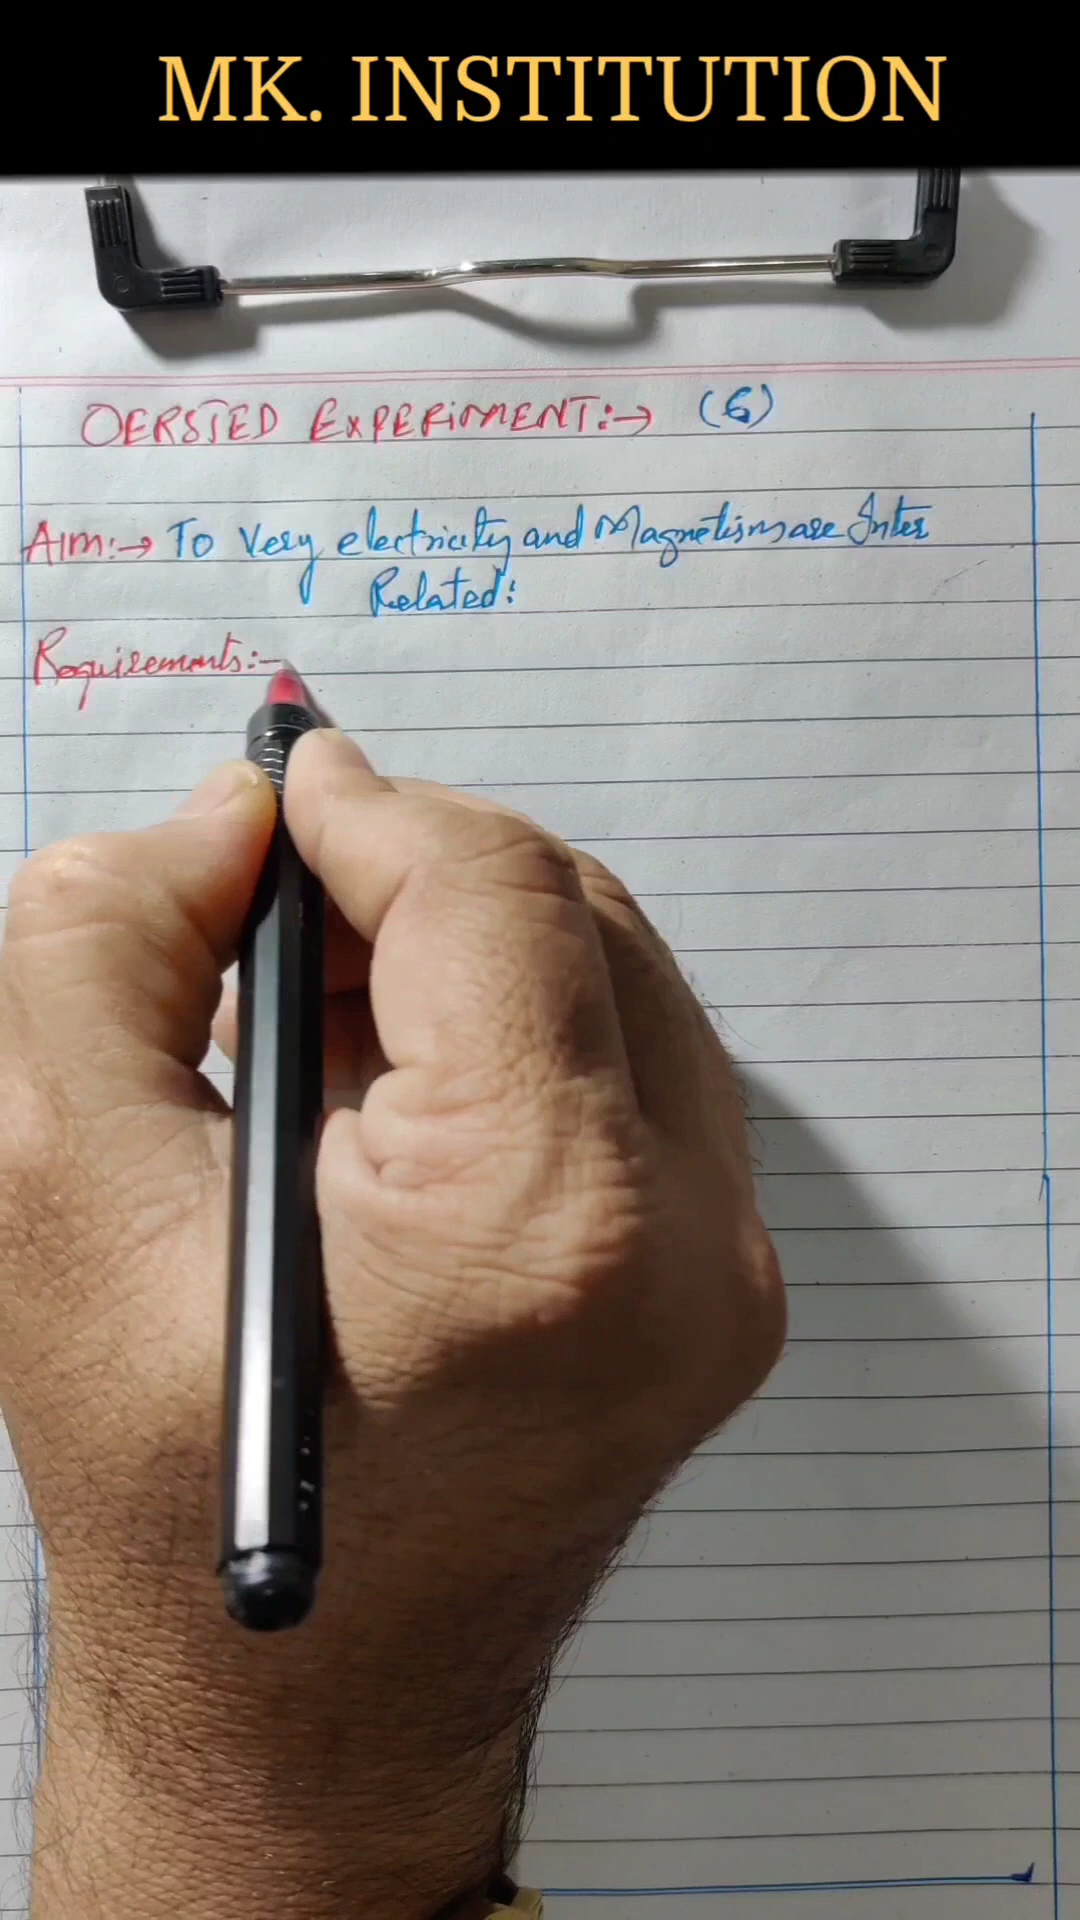 MK. INSTITUTION
OERSTED EXPERIMENT:→ (6)
AIM:→ To Very electricity and Magnetism are Inter
Related:
Requirements:-